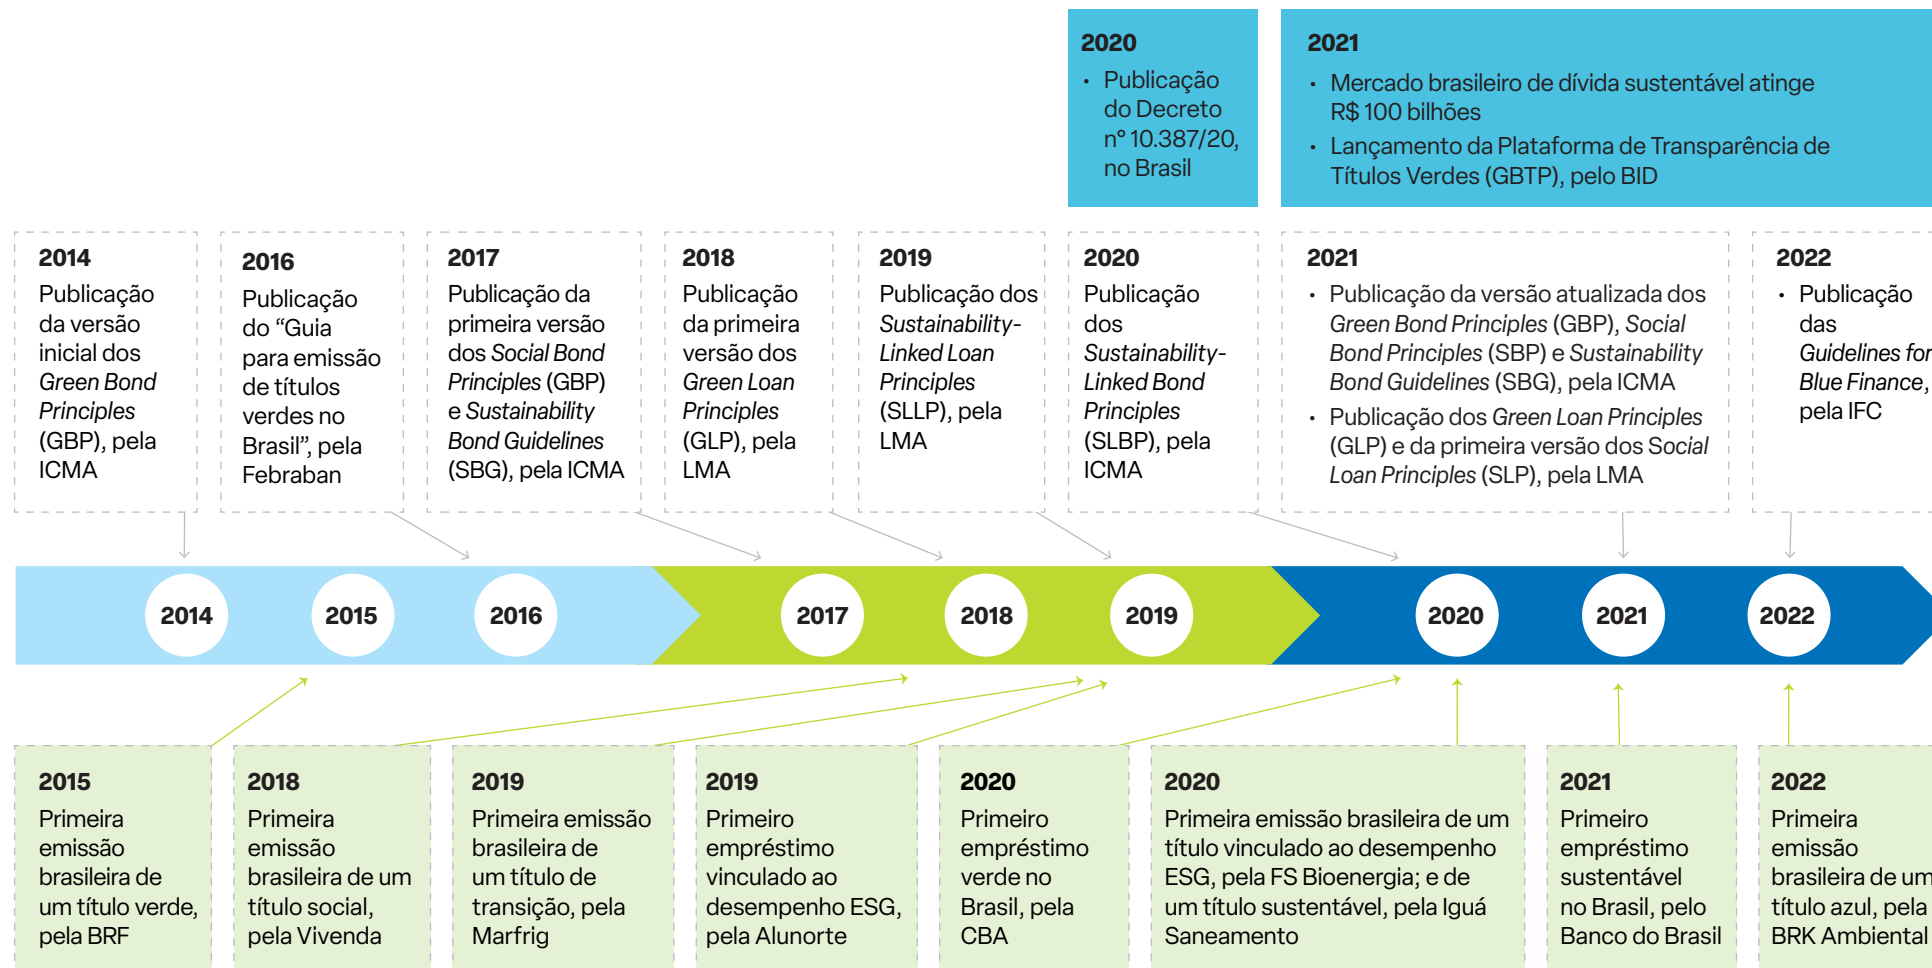 2020
• Publicação
do Decreto
n° 10.387/20,
no Brasil
2021
• Mercado brasileiro de dívida sustentável atinge
R$ 100 bilhões
• Lançamento da Plataforma de Transparência de
Títulos Verdes (GBTP), pelo BID
2014
Publicação
da versão
inicial dos
Green Bond
Principles
(GBP), pela
ICMA
2016
Publicação
do “Guia
para emissão
de títulos
verdes no
Brasil”, pela
Febraban
2017
Publicação da
primeira versão
dos Social Bond
Principles (GBP)
e Sustainability
Bond Guidelines
(SBG), pela ICMA
2018
Publicação
da primeira
versão dos
Green Loan
Principles
(GLP), pela
LMA
2019
Publicação dos
Sustainability-
Linked Loan
Principles
(SLLP), pela
LMA
2020
Publicação
dos
Sustainability-
Linked Bond
Principles
(SLBP), pela
ICMA
2021
• Publicação da versão atualizada dos
Green Bond Principles (GBP), Social
Bond Principles (SBP) e Sustainability
Bond Guidelines (SBG), pela ICMA
• Publicação dos Green Loan Principles
(GLP) e da primeira versão dos Social
Loan Principles (SLP), pela LMA
2022
• Publicação
das
Guidelines for
Blue Finance,
pela IFC
2014
2015
2016
2017
2018
2019
2020
2021
2022
2015
Primeira
emissão
brasileira de
um título verde,
pela BRF
2018
Primeira
emissão
brasileira de um
título social,
pela Vivenda
2019
Primeira emissão
brasileira de
um título de
transição, pela
Marfrig
2019
Primeiro
empréstimo
vinculado ao
desempenho ESG,
pela Alunorte
2020
Primeiro
empréstimo
verde no
Brasil, pela
CBA
2020
Primeira emissão brasileira de um
título vinculado ao desempenho
ESG, pela FS Bioenergia; e de
um título sustentável, pela Iguá
Saneamento
2021
Primeiro
empréstimo
sustentável
no Brasil, pelo
Banco do Brasil
2022
Primeira
emissão
brasileira de um
título azul, pela
BRK Ambiental